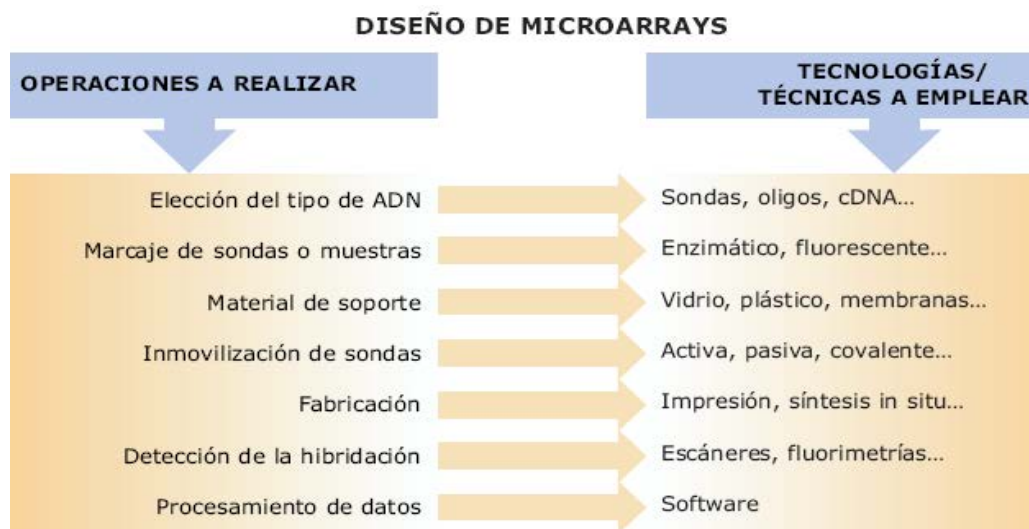 DISEÑO DE MICROARRAYS
OPERACIONES A REALIZAR
TECNOLOGÍAS/
TÉCNICAS A EMPLEAR
Elección del tipo de ADN
Sondas, oligos, cDNA...
Marcaje de sondas o muestras
Enzimático, fluorescente...
Material de soporte
Vidrio, plástico, membranas...
Inmovilización de sondas
Activa, pasiva, covalente...
Fabricación
Impresión, síntesis in situ...
Detección de la hibridación
Escáneres, fluorimetrías...
Procesamiento de datos
Software